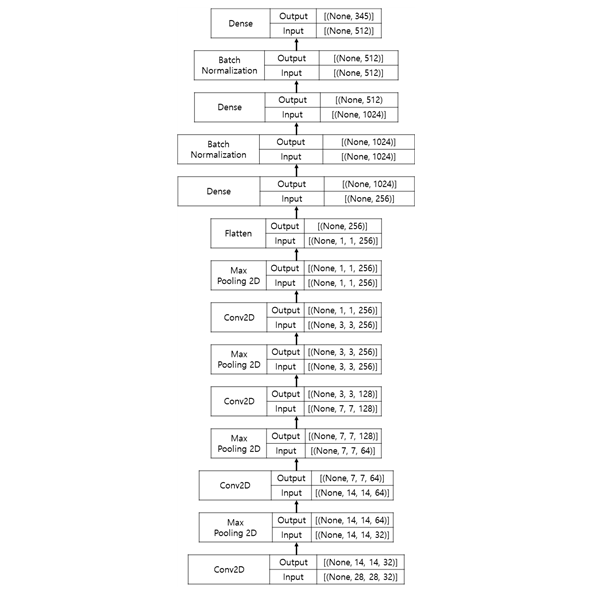 Dense Output [(None, 345)]
Input [(None, 512)]
Batch Normalization Output [(None, 512)]
Input [(None, 512)]
Dense Output [(None, 512)
Input [(None, 1024)]
Batch Normalization Output [(None, 1024)]
Input [(None, 1024)]
Dense Output [(None, 1024)]
Input [(None, 256)]
Flatten Output [(None, 256)]
Input [(None, 1, 1, 256)]
Max Pooling 2D Output [(None, 1, 1, 256)]
Input [(None, 1, 1, 256)]
Conv2D Output [(None, 1, 1, 256)]
Input [(None, 3, 3, 256)]
Max Pooling 2D Output [(None, 3, 3, 256)]
Input [(None, 3, 3, 256)]
Conv2D Output [(None, 3, 3, 128)]
Input [(None, 7, 7, 128)]
Max Pooling 2D Output [(None, 7, 7, 128)]
Input [(None, 7, 7, 64)]
Conv2D Output [(None, 7, 7, 64)]
Input [(None, 14, 14, 64)]
Max Pooling 2D Output [(None, 14, 14, 64)]
Input [(None, 14, 14, 32)]
Conv2D Output [(None, 14, 14, 32)]
Input [(None, 28, 28, 32)]